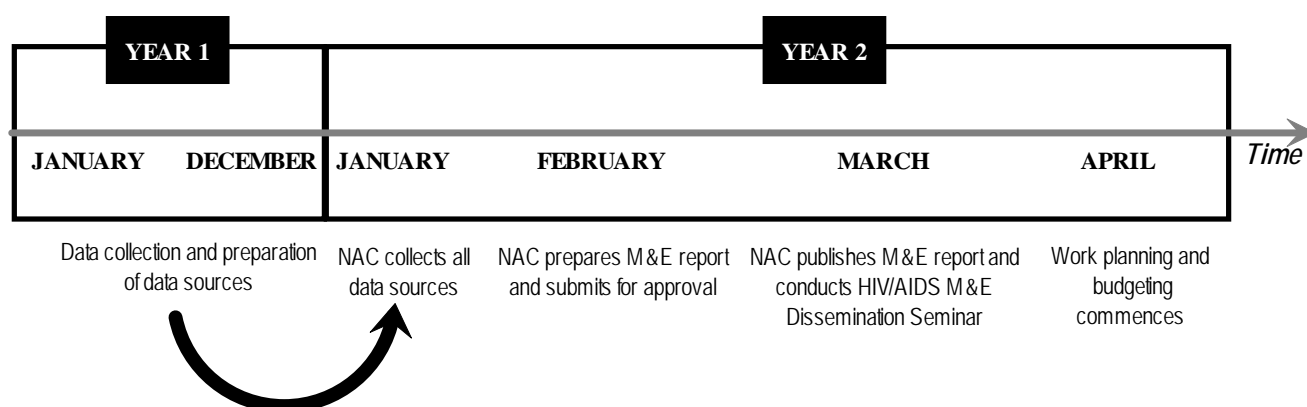 YEAR 1
YEAR 2
JANUARY
DECEMBER
JANUARY
FEBRUARY
MARCH
APRIL
Time
Data collection and preparation
of data sources
NAC collects all
data sources
NAC prepares M&E report
and submits for approval
NAC publishes M&E report and
conducts HIV/AIDS M&E
Dissemination Seminar
Work planning and
budgeting
commences